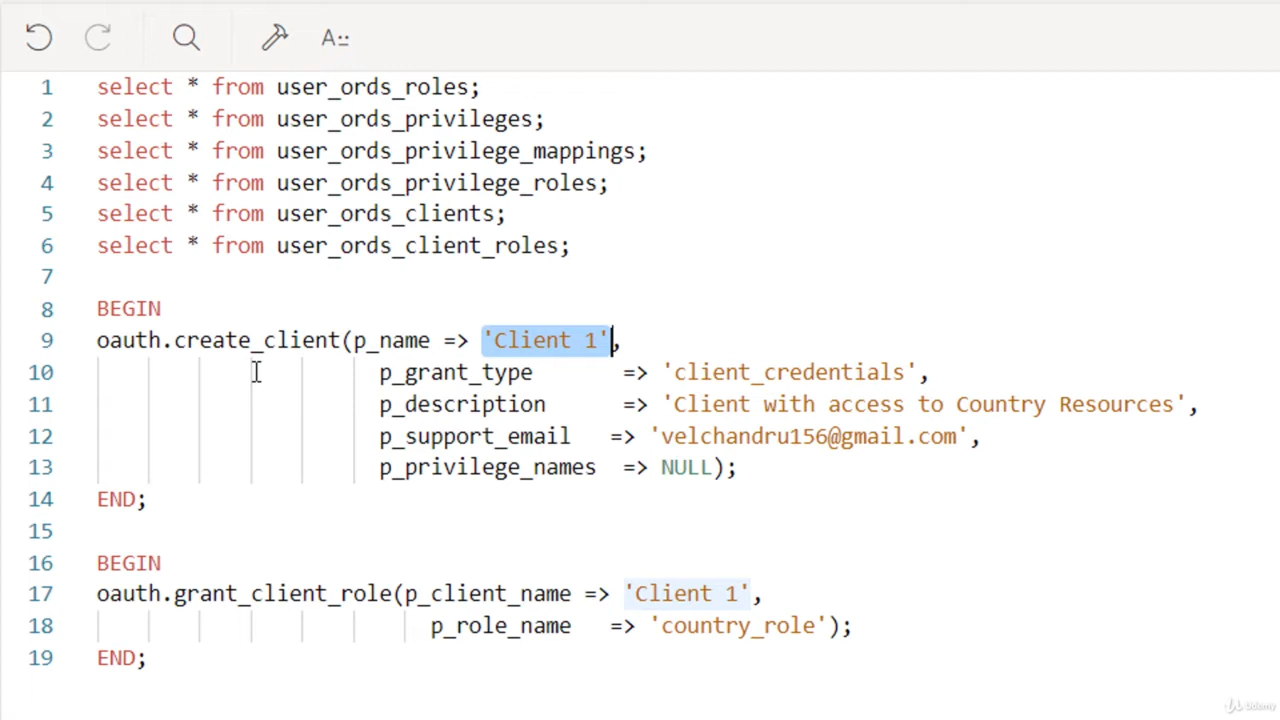 A::
1 select * from user_ords_roles;
2 select * from user_ords_privileges;
3 select * from user_ords_privilege_mappings;
4 select * from user_ords_privilege_roles;
5 select * from user_ords_clients;
6 select * from user_ords_client_roles;
7
8 BEGIN
9 oauth.create_client(p_name => 'Client 1',
10 p_grant_type => 'client_credentials',
11 p_description => 'Client with access to Country Resources',
12 p_support_email => 'velchandru156@gmail.com',
13 p_privilege_names => NULL);
14 END;
15
16 BEGIN
17 oauth.grant_client_role(p_client_name => 'Client 1',
18 p_role_name => 'country_role');
19 END;
Udemy